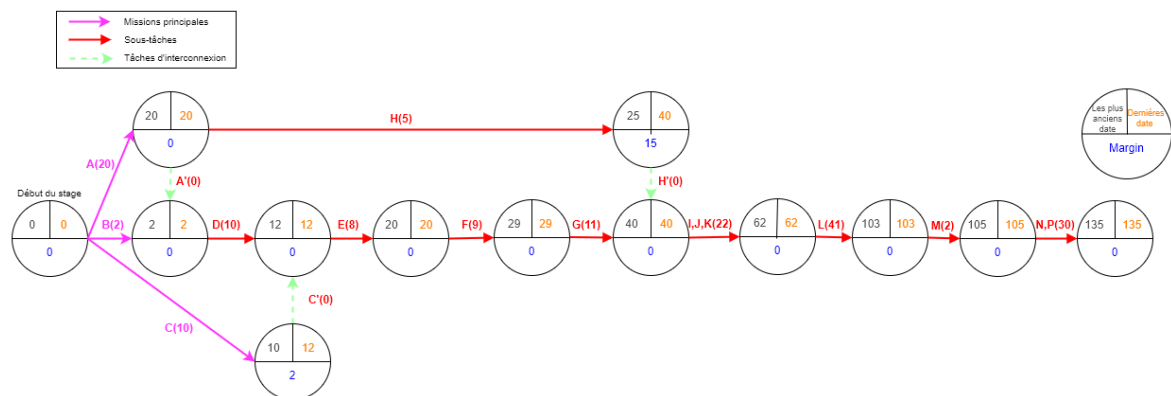 Missions principales
Sous-tâches
Tâches d'interconnexion
20 20
0
H(5)
25 40
15
Les plus
anciens
date
Dernières
date
Margin
A(20)
A'(0)
H'(0)
Début du stage
0 0
0
B(2)
2 2
0
D(10)
12 12
0
E(8)
20 20
0
F(9)
29 29
0
G(11)
40 40
0
I,J,K(22)
62 62
0
L(41)
103 103
0
M(2)
105 105
0
N,P(30)
135 135
0
C'(0)
C(10)
10 12
2